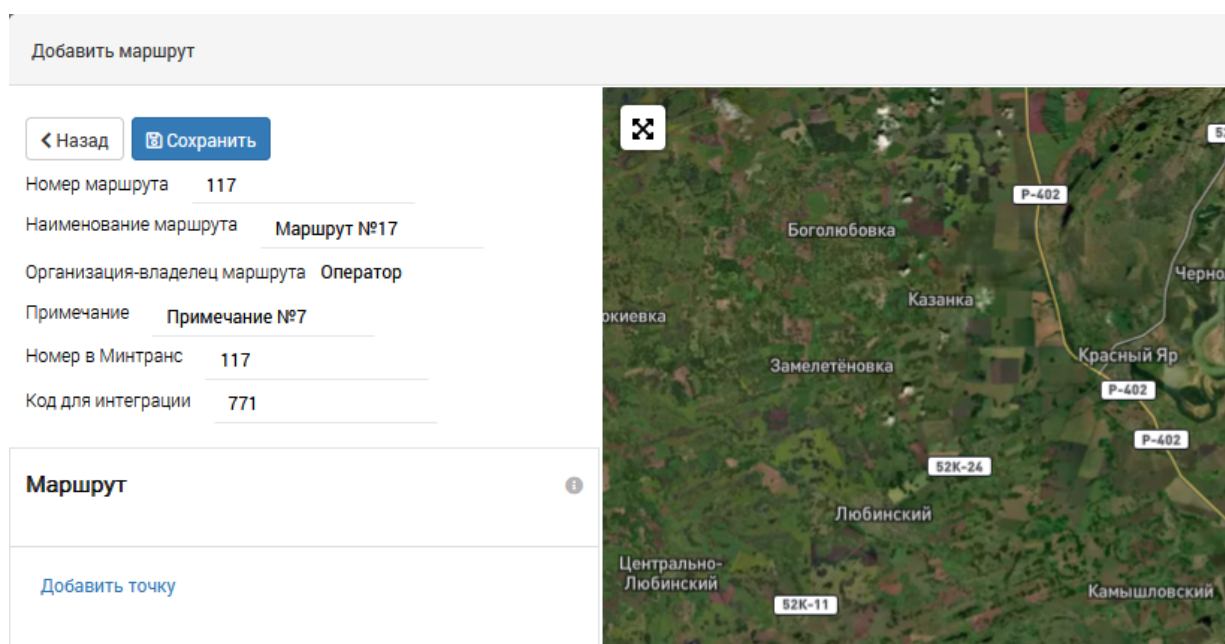 Добавить маршрут
Назад
Сохранить
Номер маршрута 117
Наименование маршрута Маршрут №17
Организация-владелец маршрута Оператор
Примечание Примечание №7
Номер в Минтранс 117
Код для интеграции 771
Маршрут
Добавить точку
Р-402
Боголюбовка
Казанка
Замелетёновка
Красный Яр
Р-402
Р-402
52К-24
Любинский
Центрально-
Любинский
52К-11
Камышловский